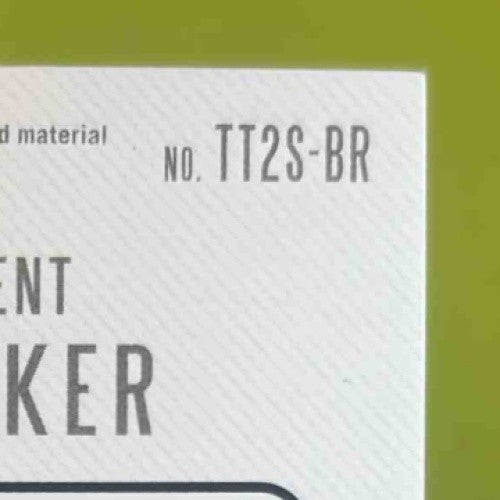 d material
NO. TT2S-BR
ENT
KER